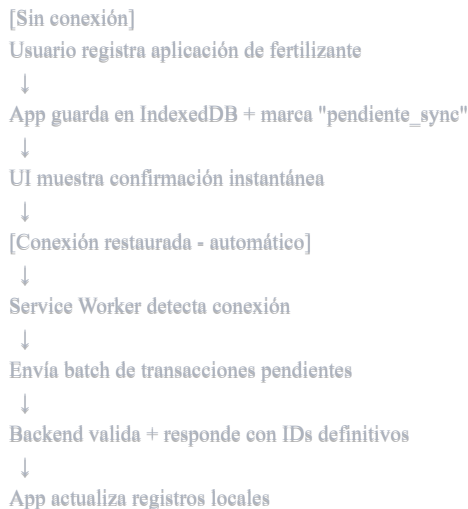 [Sin conexión]
Usuario registra aplicación de fertilizante
↓
App guarda en IndexedDB + marca "pendiente_sync"
↓
UI muestra confirmación instantánea
↓
[Conexión restaurada - automático]
↓
Service Worker detecta conexión
↓
Envía batch de transacciones pendientes
↓
Backend valida + responde con IDs definitivos
↓
App actualiza registros locales